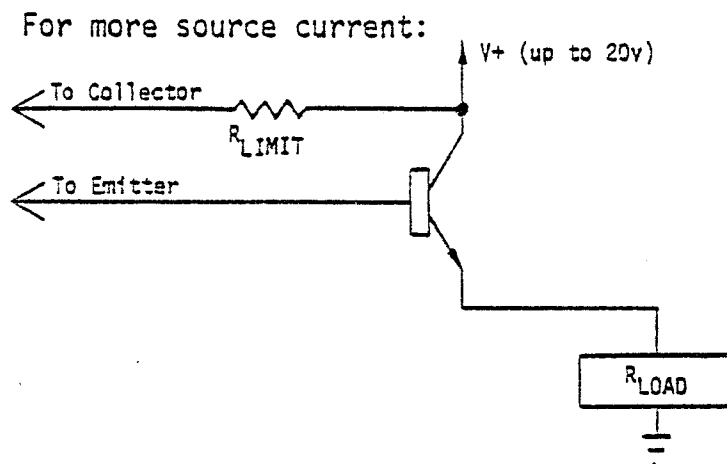 For more source current:
V+ (up to 20v)
To Collector
RLIMIT
To Emitter
RLOAD